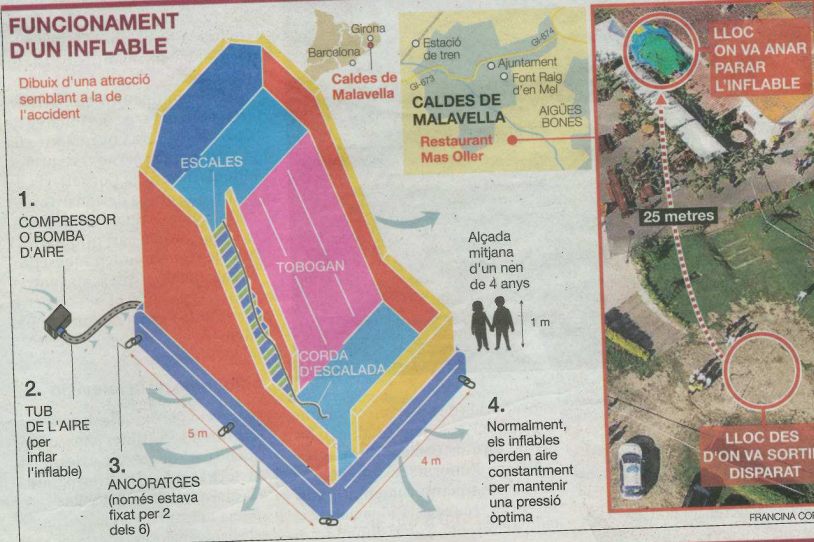 FUNCIONAMENT
D'UN INFLABLE
Dibuix d'una atracció
semblant a la de
l'accident
Girona
Barcelona
Caldes de
Malavella
Estació
de tren
GI-674
Ajuntament
GI-673
Font Raig
d'en Mel
CALDES DE
MALAVELLA
AIGÜES
BONES
Restaurant
Mas Oller
LLOC
ON VA ANAR A
PARAR
L'INFLABLE
25 metres
LLOC DES
D'ON VA SORTI
DISPARAT
ESCALES
TOBOGAN
CORDA
D'ESCALADA
1.
COMPRESSOR
O BOMBA
D'AIRE
2.
TUB
DE L'AIRE
(per
inflar
l'inflable)
3.
ANCORATGES
(només estava
fixat per 2
dels 6)
5 m
4 m
Alçada
mitjana
d'un nen
de 4 anys
1 m
4.
Normalment,
els inflables
perden aire
constantment
per mantenir
una pressió
òptima
FRANCINA CO